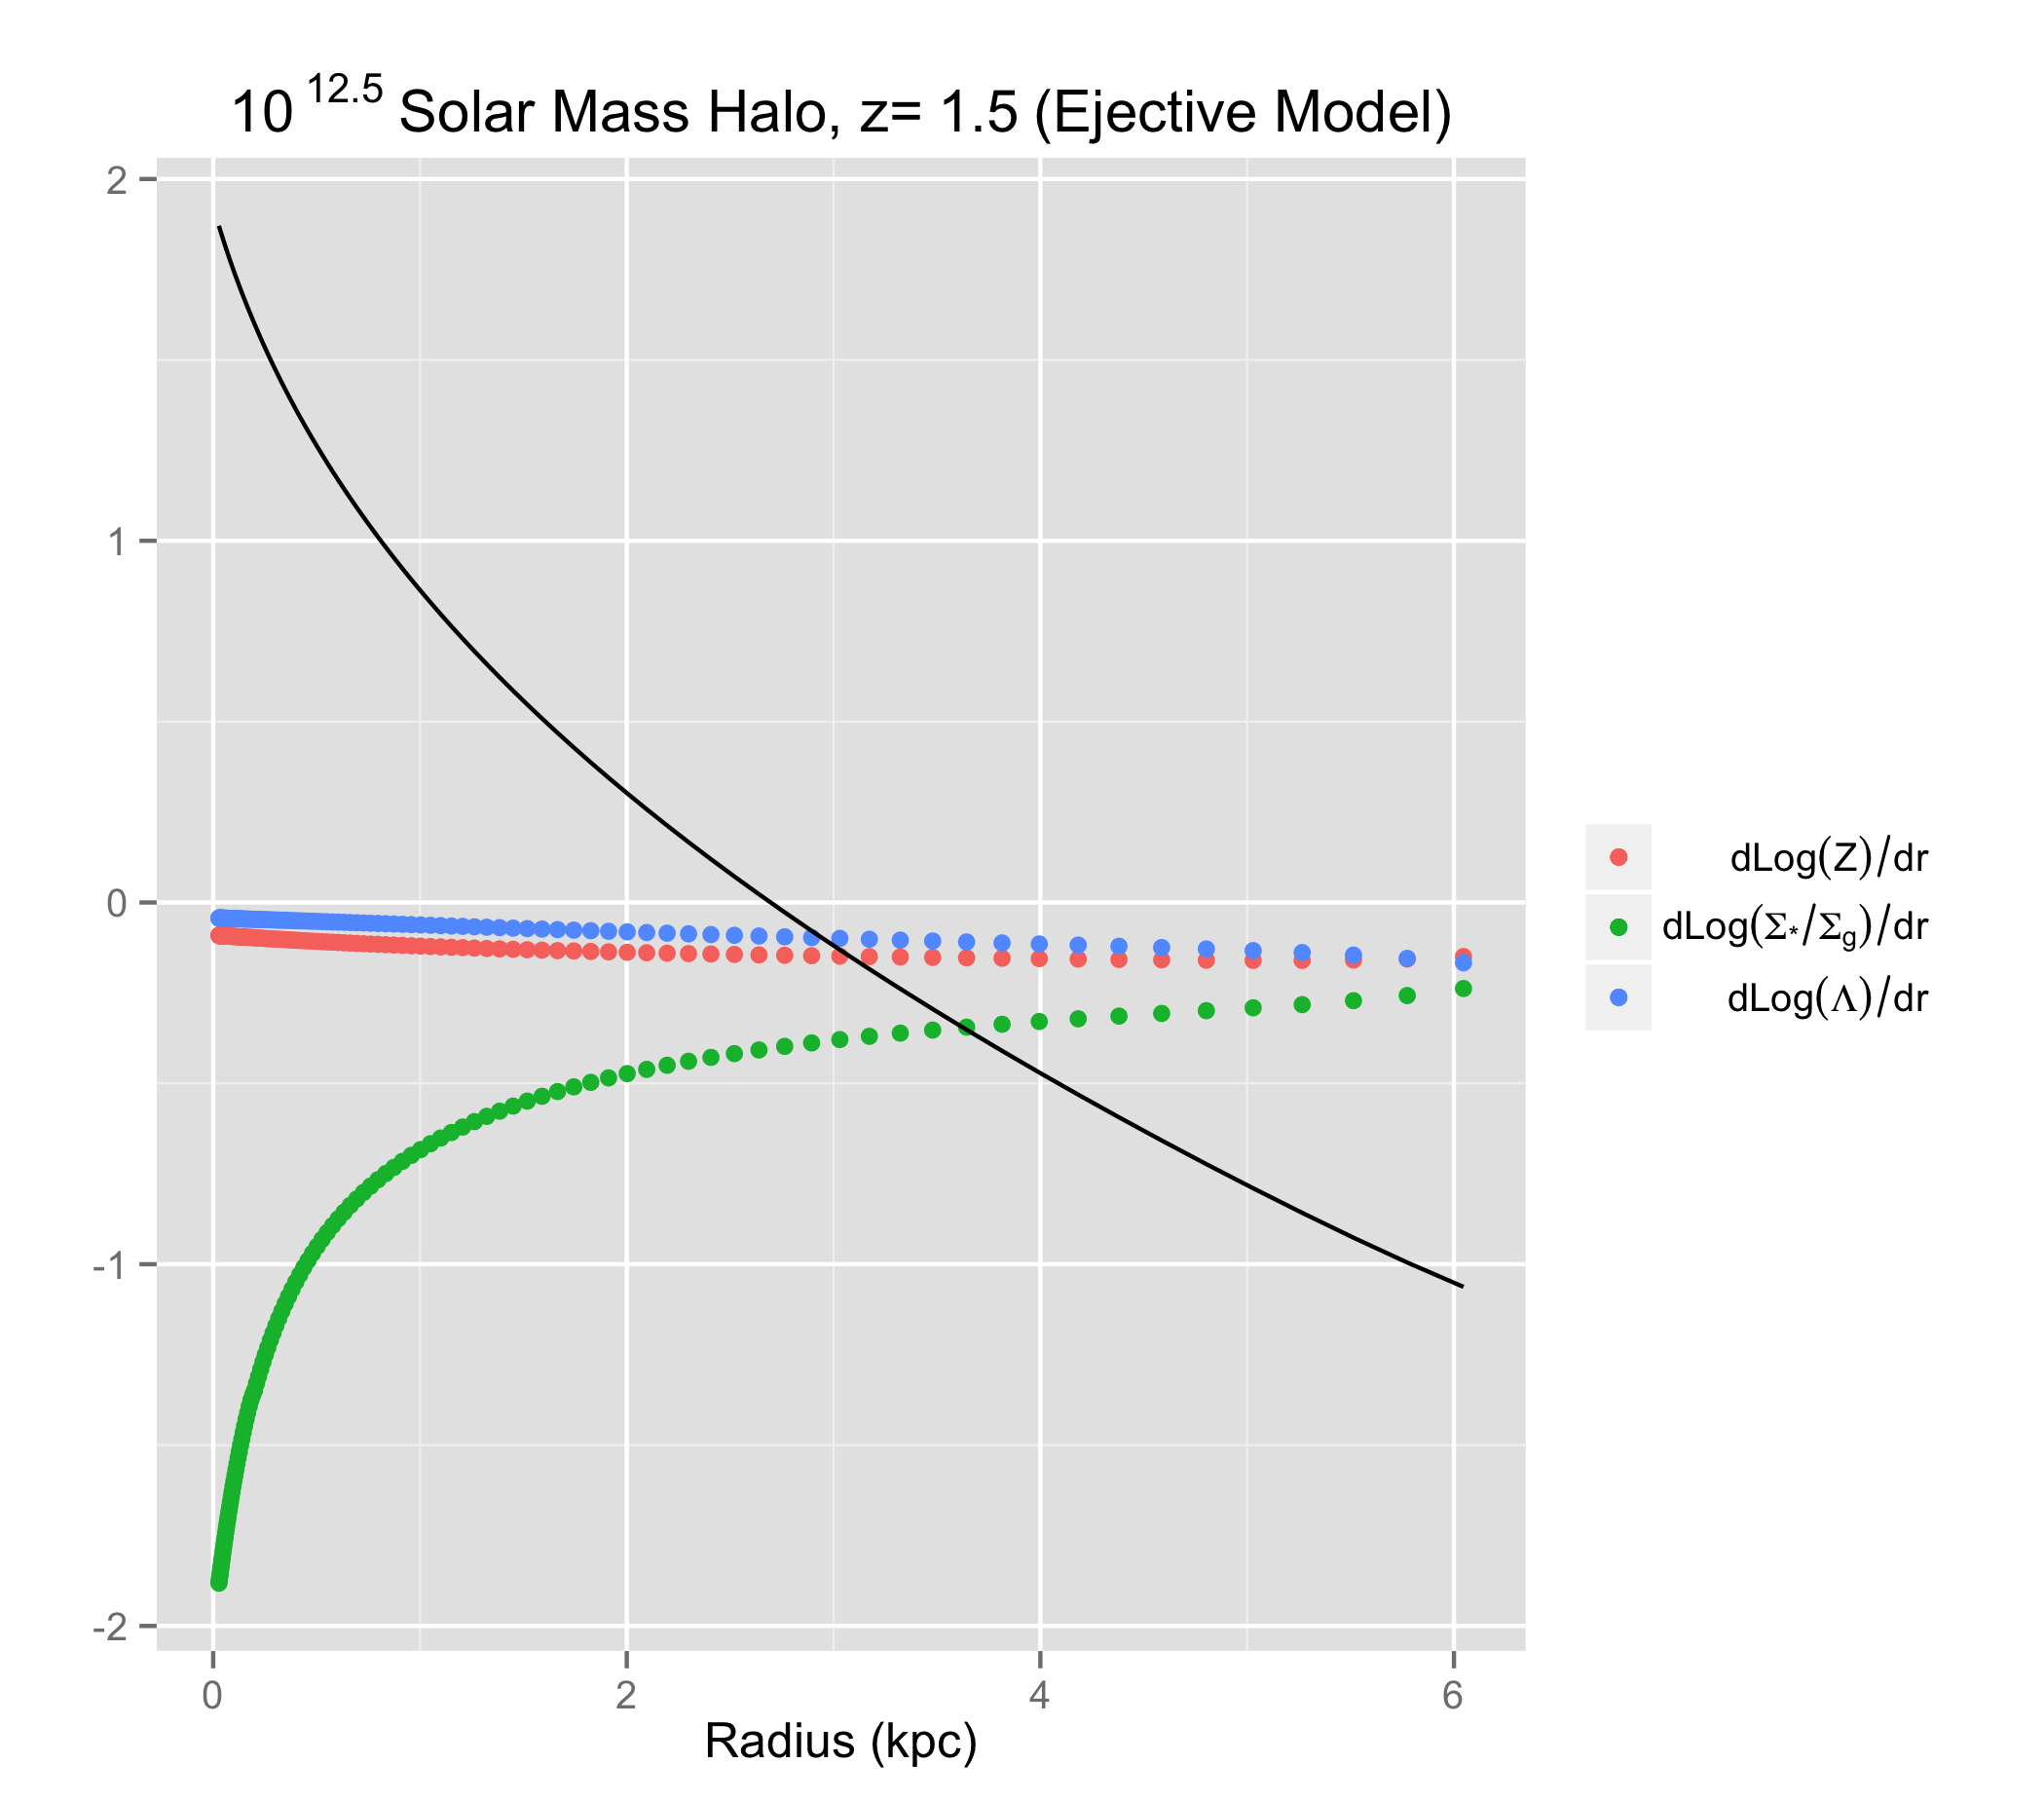 10^12.5 Solar Mass Halo, z= 1.5 (Ejective Model)
2
1
0
-1
-2
0 2 4 6
Radius (kpc)
dLog(Z)/dr
dLog(Σ*/Σg)/dr
dLog(Λ)/dr